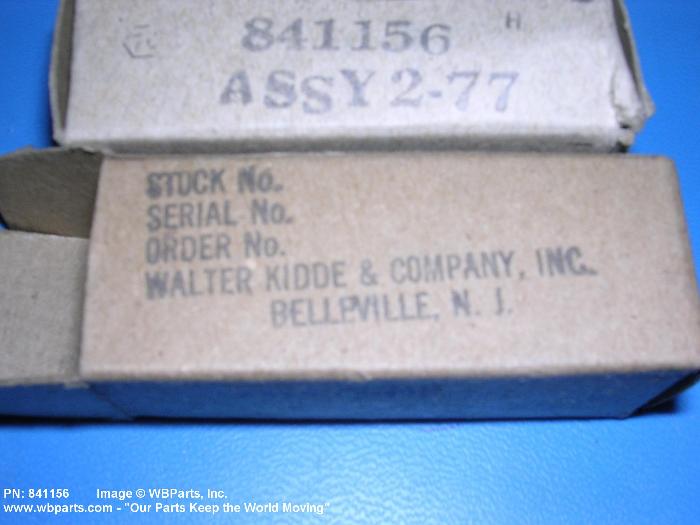 841156 H
ASSY 2-77
STOCK No.
SERIAL No.
ORDER No.
WALTER KIDDE & COMPANY, INC.
BELLEVILLE, N. J.
PN: 841156 Image © WBParts, Inc.
www.wbparts.com - "Our Parts Keep the World Moving"